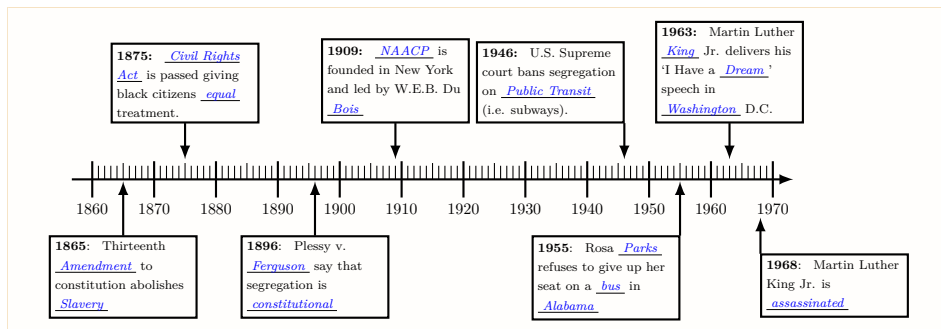 1875: Civil Rights
Act is passed giving
black citizens equal
treatment.
1909: NAACP is
founded in New York
and led by W.E.B. Du
Bois
1946: U.S. Supreme
court bans segregation
on Public Transit
(i.e. subways).
1963: Martin Luther
King Jr. delivers his
‘I Have a Dream’
speech in
Washington D.C.
1860 1870 1880 1890 1900 1910 1920 1930 1940 1950 1960 1970
1865: Thirteenth
Amendment to
constitution abolishes
Slavery
1896: Plessy v.
Ferguson say that
segregation is
constitutional
1955: Rosa Parks
refuses to give up her
seat on a bus in
Alabama
1968: Martin Luther
King Jr. is
assassinated